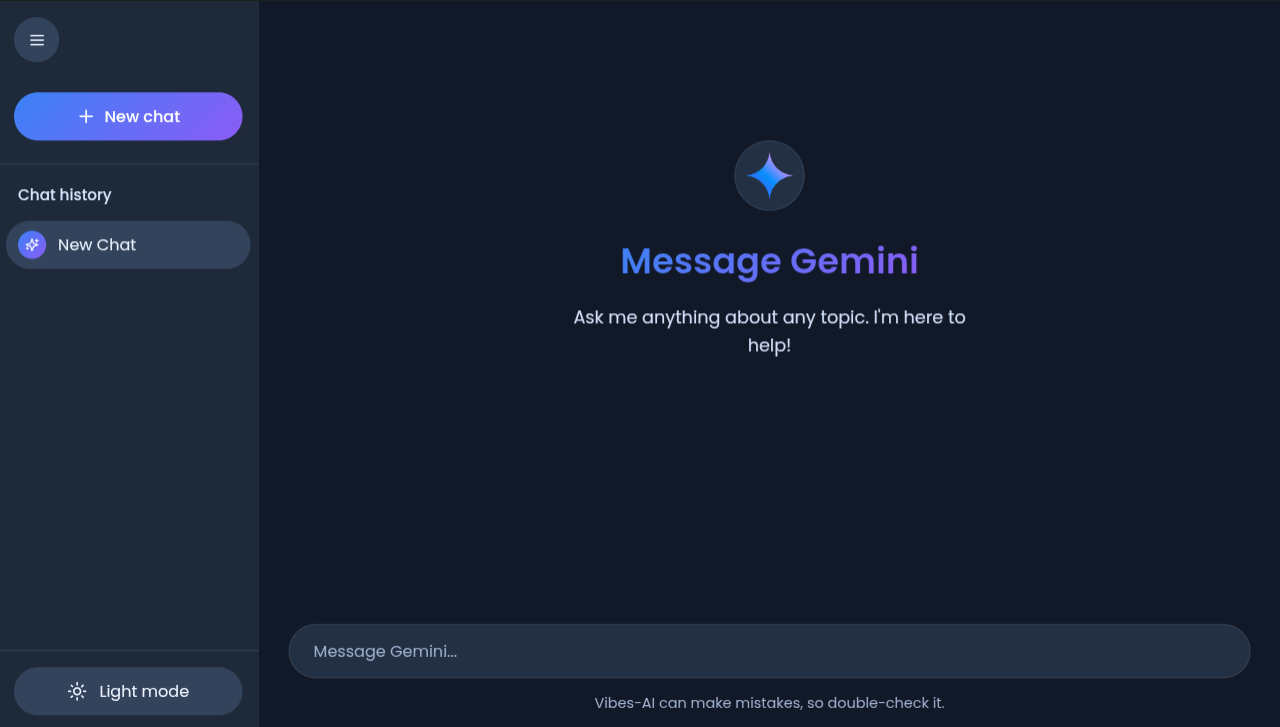 New chat
Chat history
New Chat
Light mode
Message Gemini
Ask me anything about any topic. I'm here to
help!
Message Gemini...
Vibes-AI can make mistakes, so double-check it.